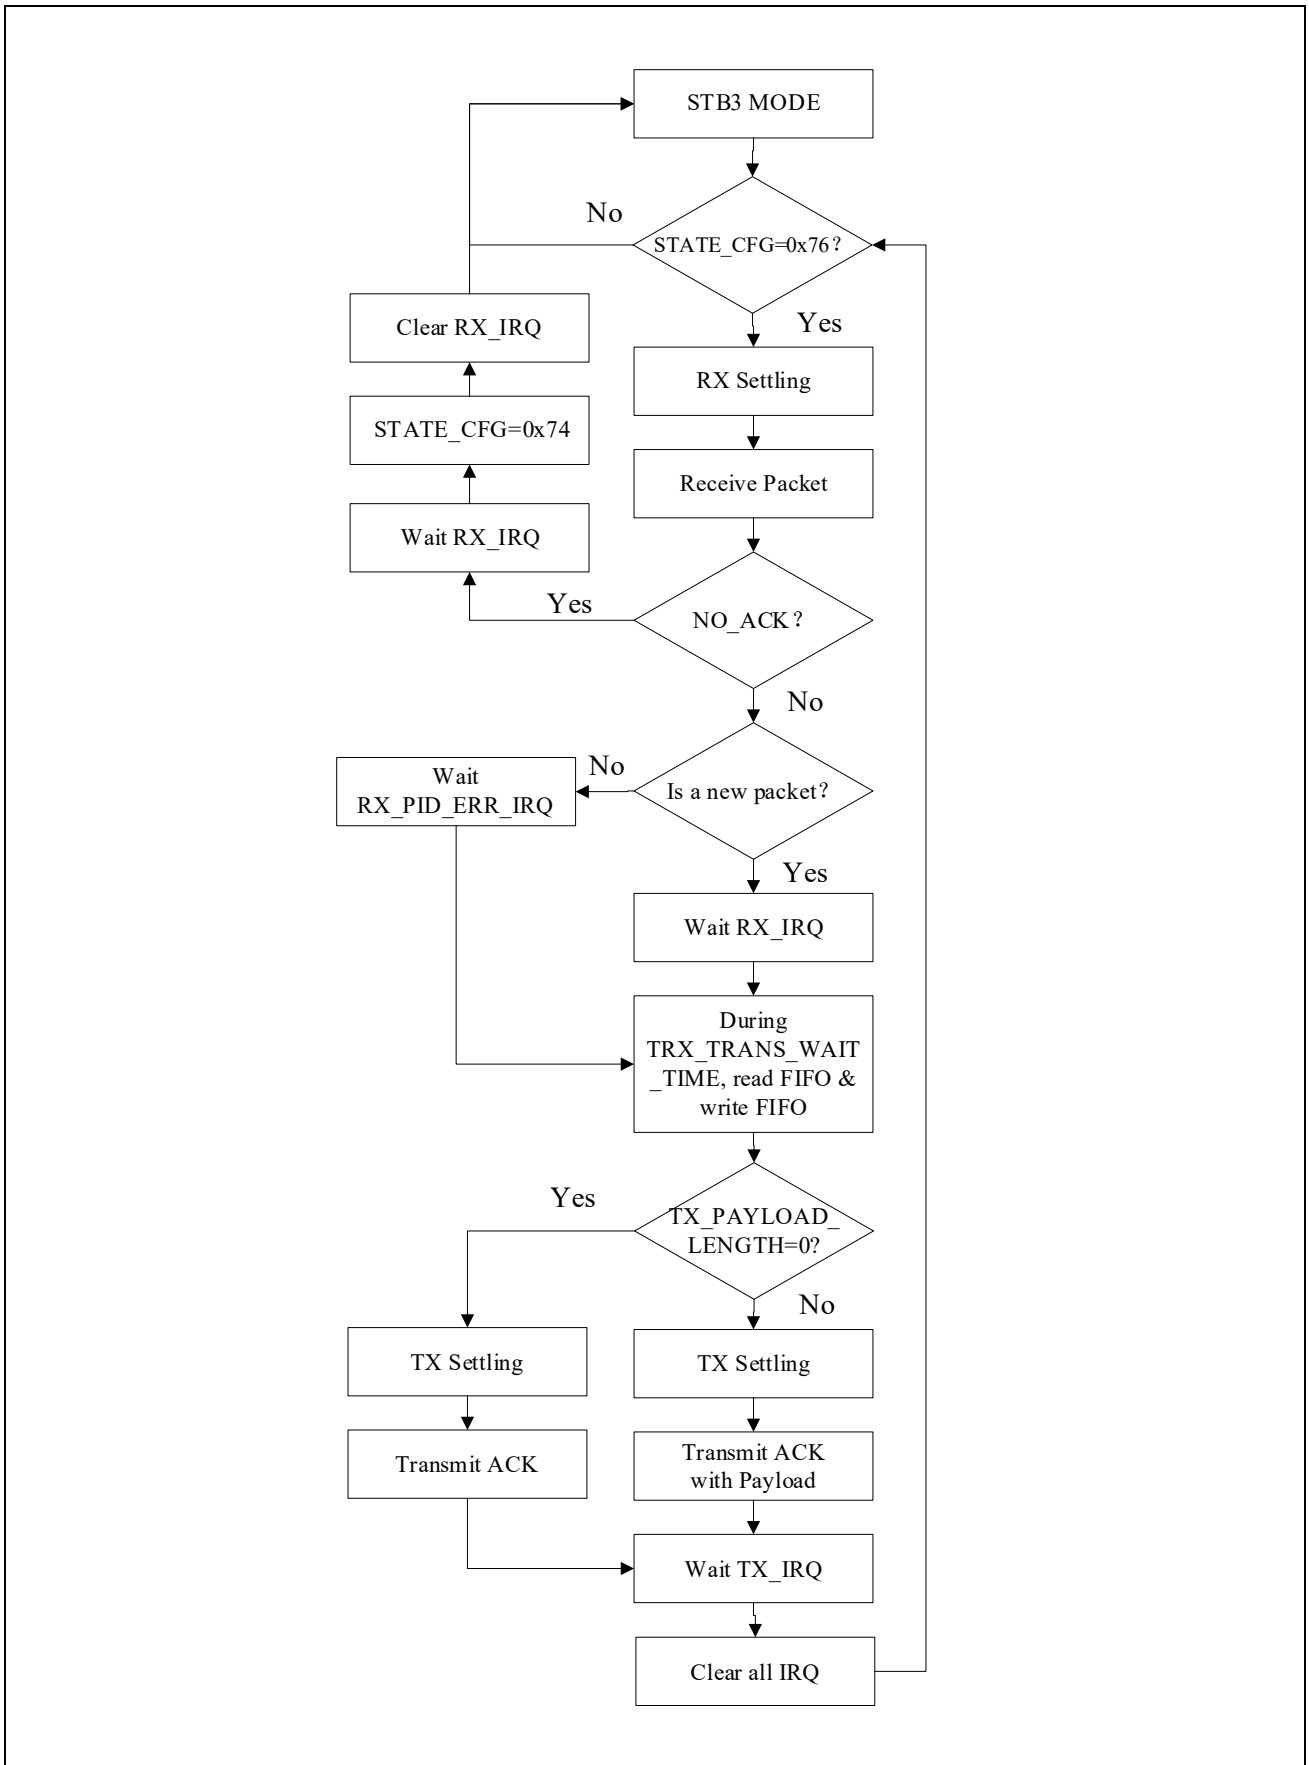 STB3 MODE
No
STATE_CFG=0x76?
Yes
Clear RX_IRQ
RX Settling
STATE_CFG=0x74
Receive Packet
Wait RX_IRQ
Yes
NO_ACK?
No
Wait
RX_PID_ERR_IRQ
No
Is a new packet?
Yes
Wait RX_IRQ
During
TRX_TRANS_WAIT
_TIME, read FIFO &
write FIFO
Yes
TX_PAYLOAD_
LENGTH=0?
No
TX Settling
TX Settling
Transmit ACK
Transmit ACK
with Payload
Wait TX_IRQ
Clear all IRQ